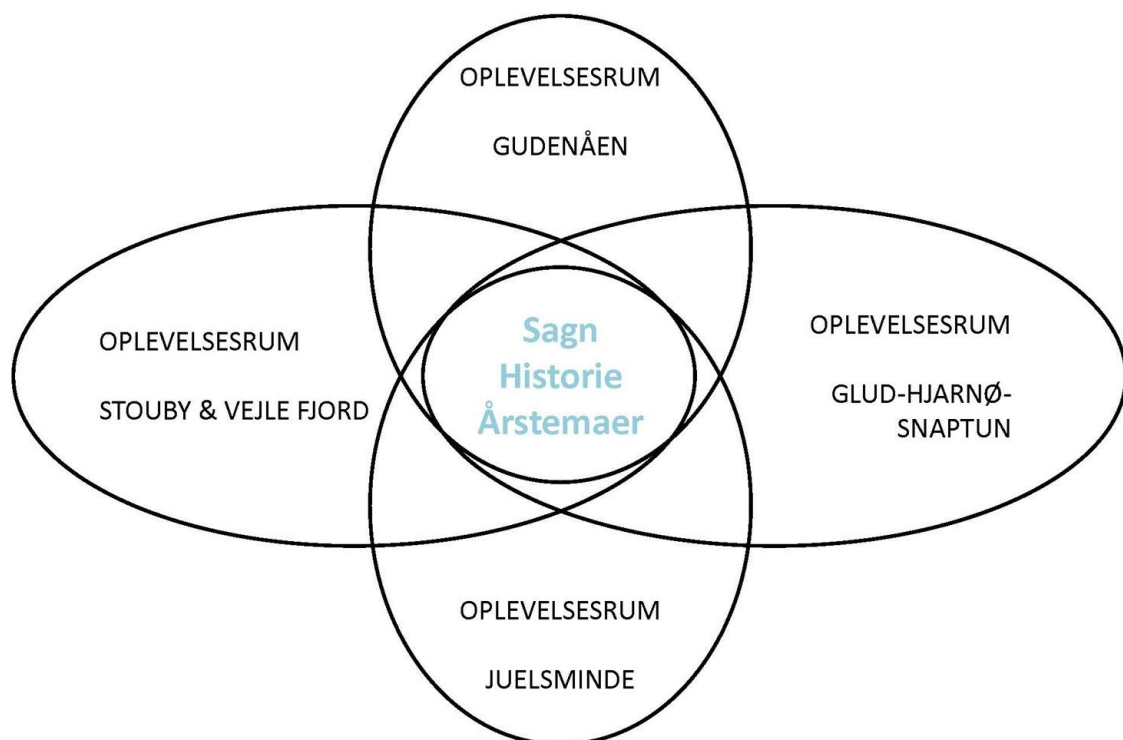 OPLEVELSESRUM
GUDENÅEN
OPLEVELSESRUM
STOUBY & VEJLE FJORD
Sagn
Historie
Årstemaer
OPLEVELSESRUM
GLUD-HJARNØ-
SNAPTUN
OPLEVELSESRUM
JUELSMINDE